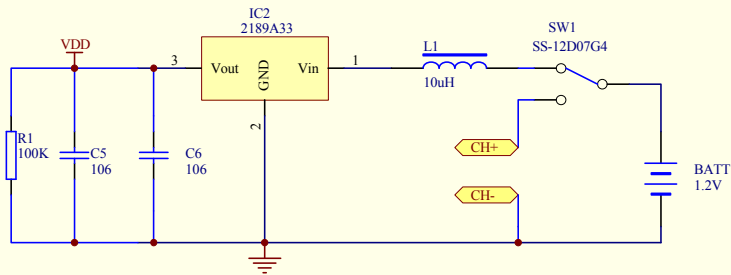 IC2
2189A33
SW1
SS-12D07G4
VDD
3
Vout
GND
Vin
1
L1
10uH
2
R1
100K
C5
106
C6
106
CH+
CH-
BATT
1.2V